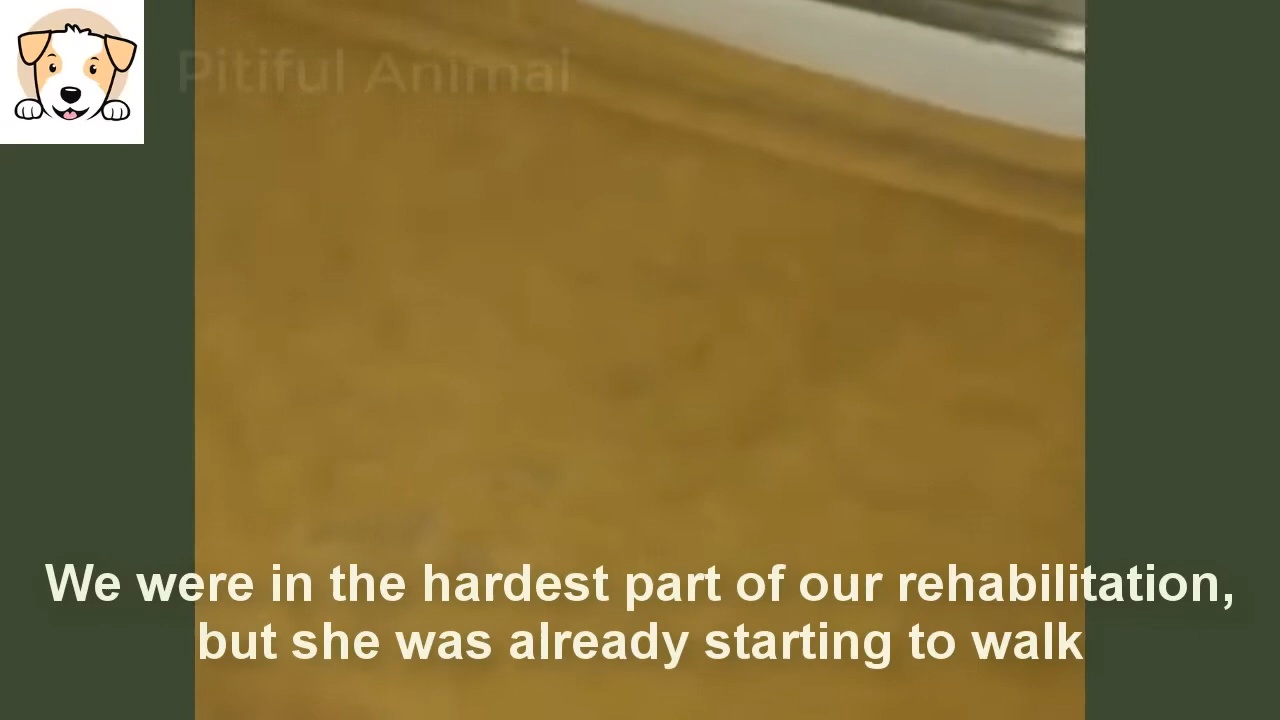 Pitiful Animal
We were in the hardest part of our rehabilitation,
but she was already starting to walk